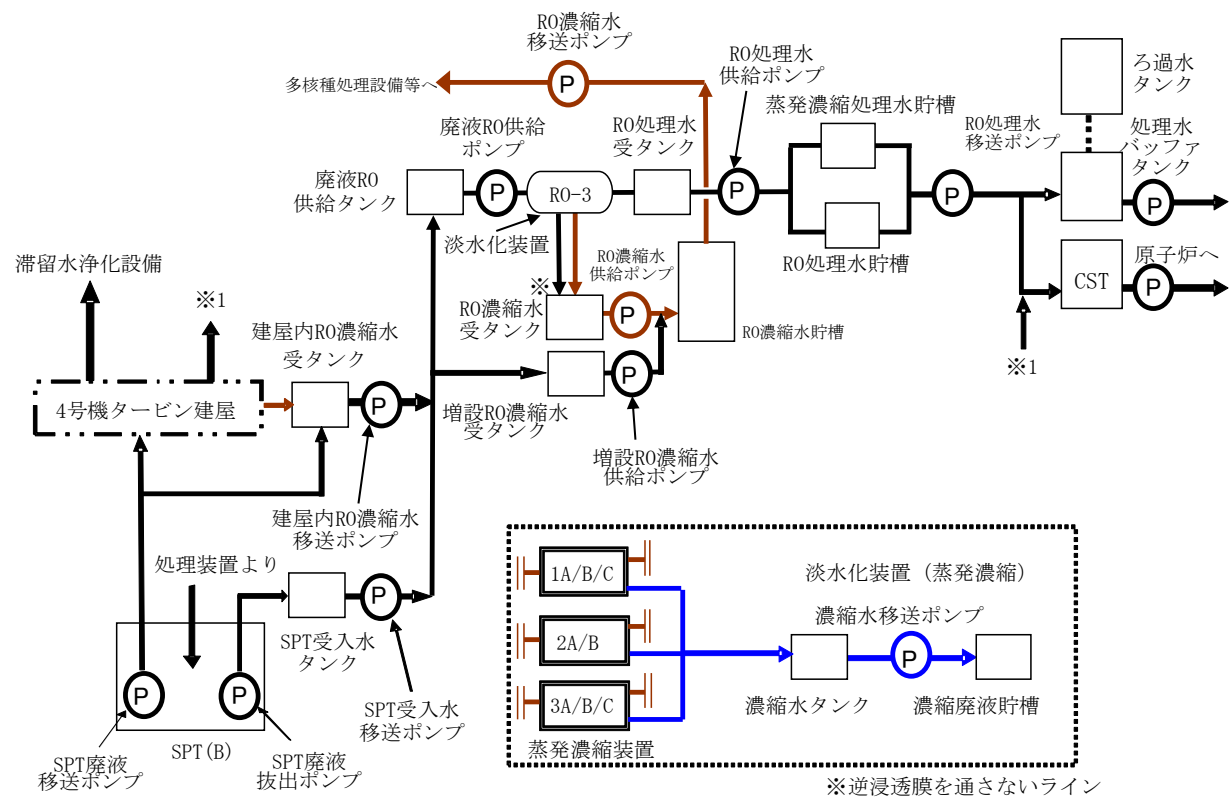 RO濃縮水
移送ポンプ
P
多核種処理設備等へ
RO処理水
供給ポンプ
P
ろ過水
タンク
蒸発濃縮処理水貯槽
廃液RO供給
ポンプ
P
RO処理水
受タンク
RO処理水
移送ポンプ
P
処理水
バッファ
タンク
P
廃液RO
供給タンク
RO-3
淡水化装置
RO処理水貯槽
CST
原子炉へ
P
※1
滞留水浄化設備
※1
※
RO濃縮水
受タンク
RO濃縮水
供給ポンプ
P
RO濃縮水貯槽
建屋内RO濃縮水
受タンク
P
4号機タービン建屋
増設RO濃縮水
受タンク
P
増設RO濃縮水
供給ポンプ
建屋内RO濃縮水
移送ポンプ
処理装置より
P
SPT受入水
タンク
SPT受入水
移送ポンプ
P
P
SPT(B)
SPT廃液
移送ポンプ
SPT廃液
抜出ポンプ
1A/B/C
2A/B
3A/B/C
蒸発濃縮装置
淡水化装置（蒸発濃縮）
濃縮水移送ポンプ
P
濃縮水タンク
濃縮廃液貯槽
※逆浸透膜を通さないライン